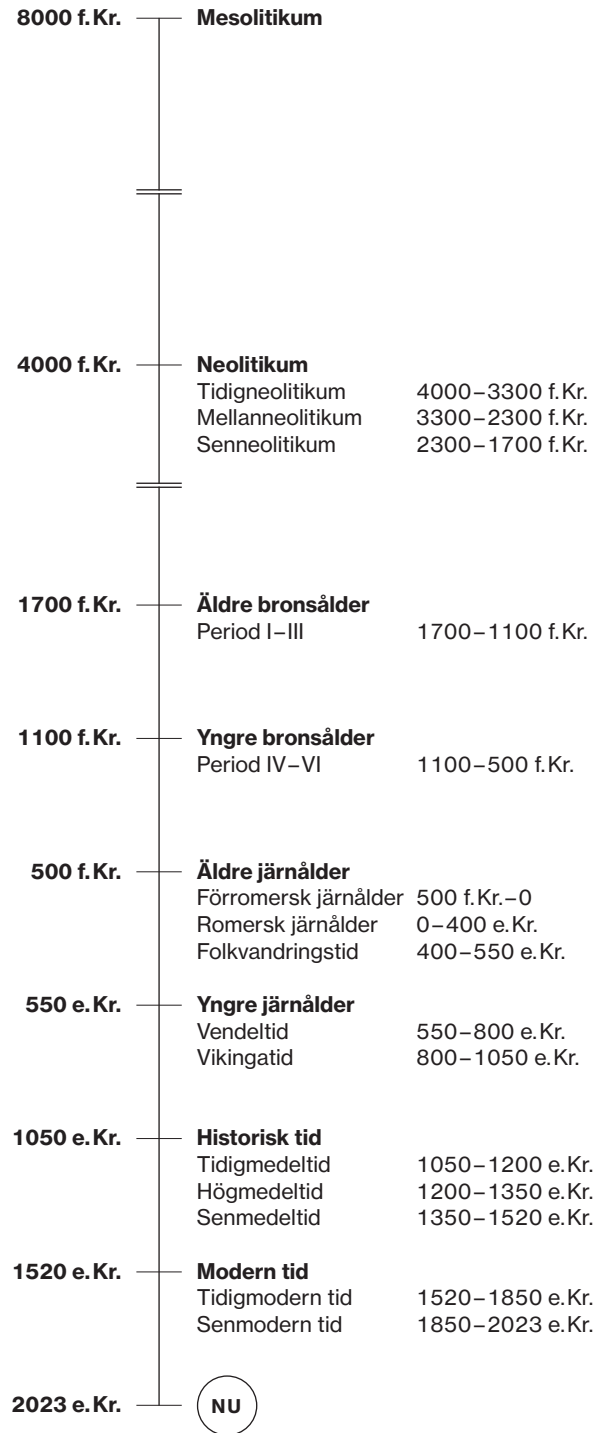 8000 f.Kr. Mesolitikum
4000 f.Kr. Neolitikum
Tidigneolitikum 4000–3300 f.Kr.
Mellanneolitikum 3300–2300 f.Kr.
Senneolitikum 2300–1700 f.Kr.
1700 f.Kr. Äldre bronsålder
Period I–III 1700–1100 f.Kr.
1100 f.Kr. Yngre bronsålder
Period IV–VI 1100–500 f.Kr.
500 f.Kr. Äldre järnålder
Förromersk järnålder 500 f.Kr.–0
Romersk järnålder 0–400 e.Kr.
Folkvandringstid 400–550 e.Kr.
550 e.Kr. Yngre järnålder
Vendeltid 550–800 e.Kr.
Vikingatid 800–1050 e.Kr.
1050 e.Kr. Historisk tid
Tidigmedeltid 1050–1200 e.Kr.
Högmedeltid 1200–1350 e.Kr.
Senmedeltid 1350–1520 e.Kr.
1520 e.Kr. Modern tid
Tidigmodern tid 1520–1850 e.Kr.
Senmodern tid 1850–2023 e.Kr.
2023 e.Kr. NU